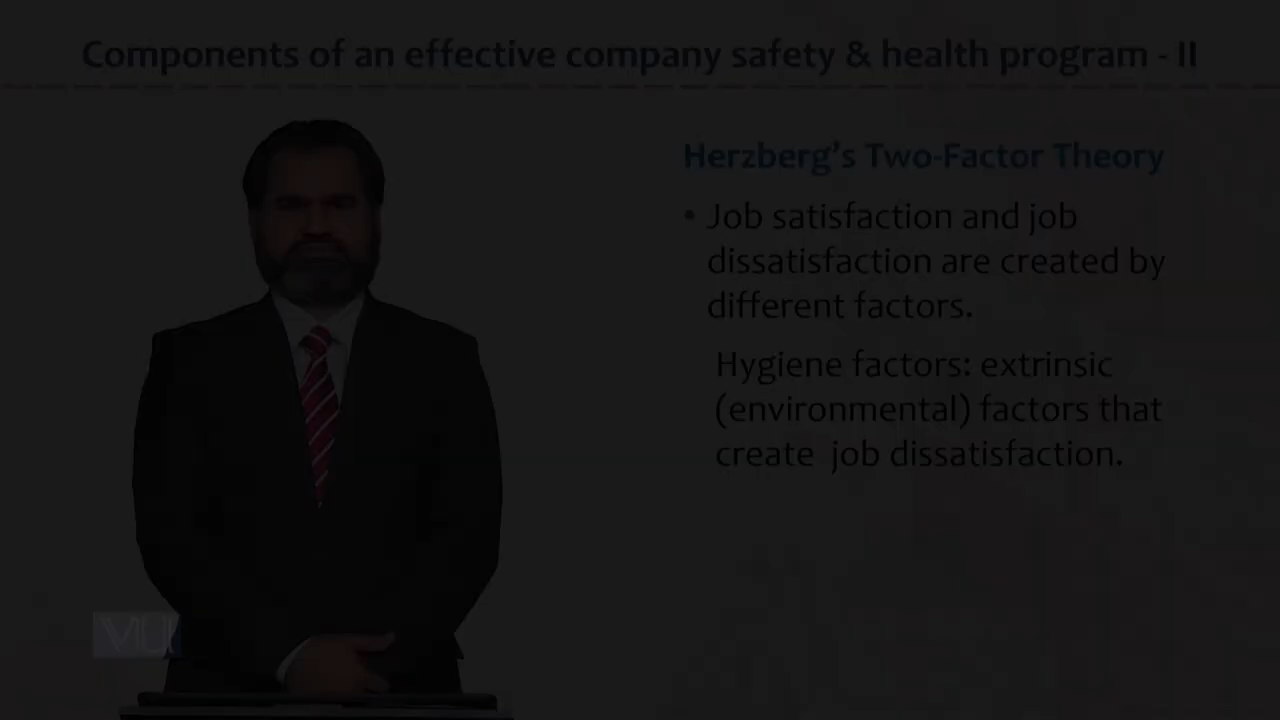 Components of an effective company safety & health program - II
Herzberg's Two-Factor Theory
• Job satisfaction and job
dissatisfaction are created by
different factors.
Hygiene factors: extrinsic
(environmental) factors that
create job dissatisfaction.
VU